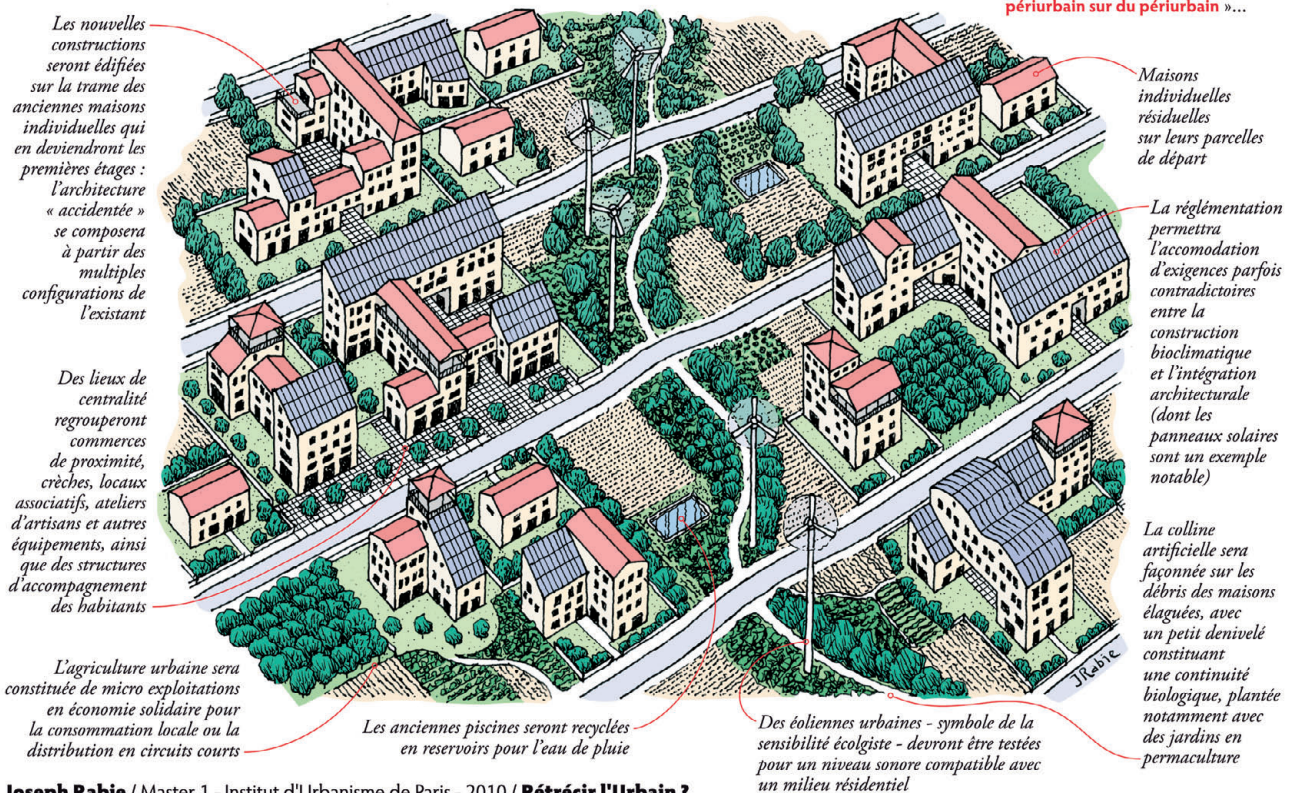 périurbain sur du périurbain »...
Les nouvelles
constructions
seront édifiées
sur la trame des
anciennes maisons
individuelles qui
en deviendront les
premières étages :
l'architecture
« accidentée »
se composera
à partir des
multiples
configurations de
l'existant
Des lieux de
centralité
regrouperont
commerces
de proximité,
crèches, locaux
associatifs, ateliers
d'artisans et autres
équipements, ainsi
que des structures
d'accompagnement
des habitants
L'agriculture urbaine sera
constituée de micro exploitations
en économie solidaire pour
la consommation locale ou la
distribution en circuits courts
Les anciennes piscines seront recyclées
en reservoirs pour l'eau de pluie
Des éoliennes urbaines - symbole de la
sensibilité écolgiste - devront être testées
pour un niveau sonore compatible avec
un milieu résidentiel
Maisons
individuelles
résiduelles
sur leurs parcelles
de départ
La réglémentation
permettra
l'accomodation
d'exigences parfois
contradictoires
entre la
construction
bioclimatique
et l'intégration
architecturale
(dont les
panneaux solaires
sont un exemple
notable)
La colline
artificielle sera
façonnée sur les
débris des maisons
élaguées, avec
un petit denivelé
constituant
une continuité
biologique, plantée
notamment avec
des jardins en
permaculture
JRabie
Joseph Rabie / Master 1 - Institut d'Urbanisme de Paris - 2010 / Rétrécir l'Urbain ?